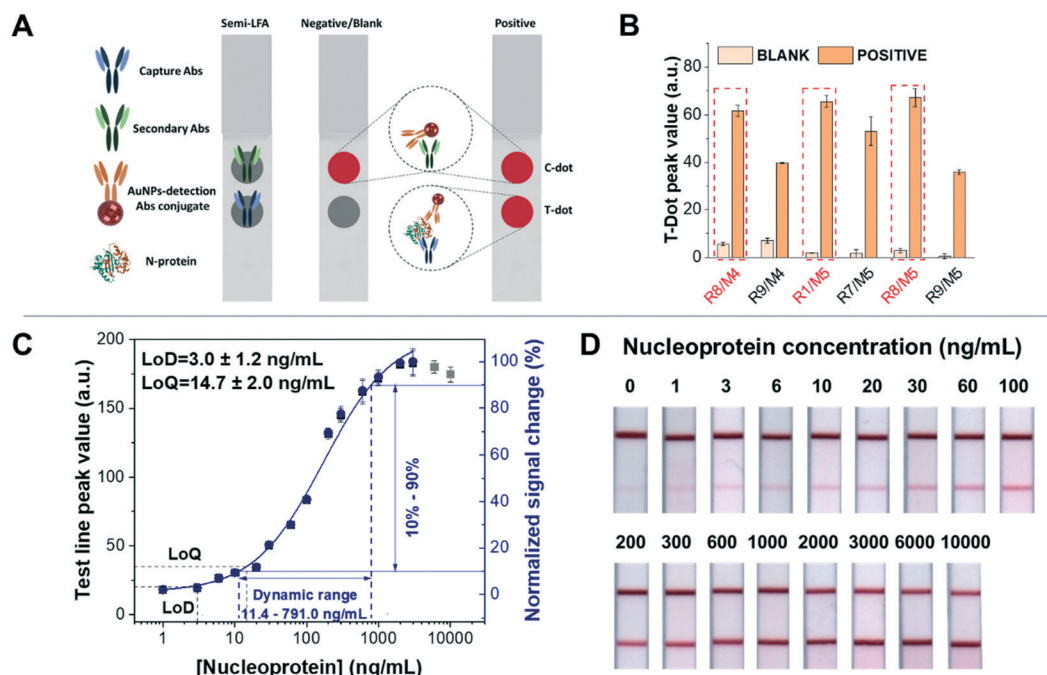 A
Semi-LFA
Negative/Blank
Positive
Capture Abs
Secondary Abs
AuNPs-detection
Abs conjugate
N-protein
C-dot
T-dot
B
BLANK
POSITIVE
T-Dot peak value (a.u.)
80
60
40
20
0
R8/M4
R9/M4
R1/M5
R7/M5
R8/M5
R9/M5
C
LoD=3.0 ± 1.2 ng/mL
LoQ=14.7 ± 2.0 ng/mL
Test line peak value (a.u.)
200
150
100
50
0
LoQ
LoD
10% - 90%
Dynamic range
11.4 - 791.0 ng/mL
Normalized signal change (%)
100
80
60
40
20
10
0
1
10
100
1000
10000
[Nucleoprotein] (ng/mL)
D
Nucleoprotein concentration (ng/mL)
0 1 3 6 10 20 30 60 100
200 300 600 1000 2000 3000 6000 10000